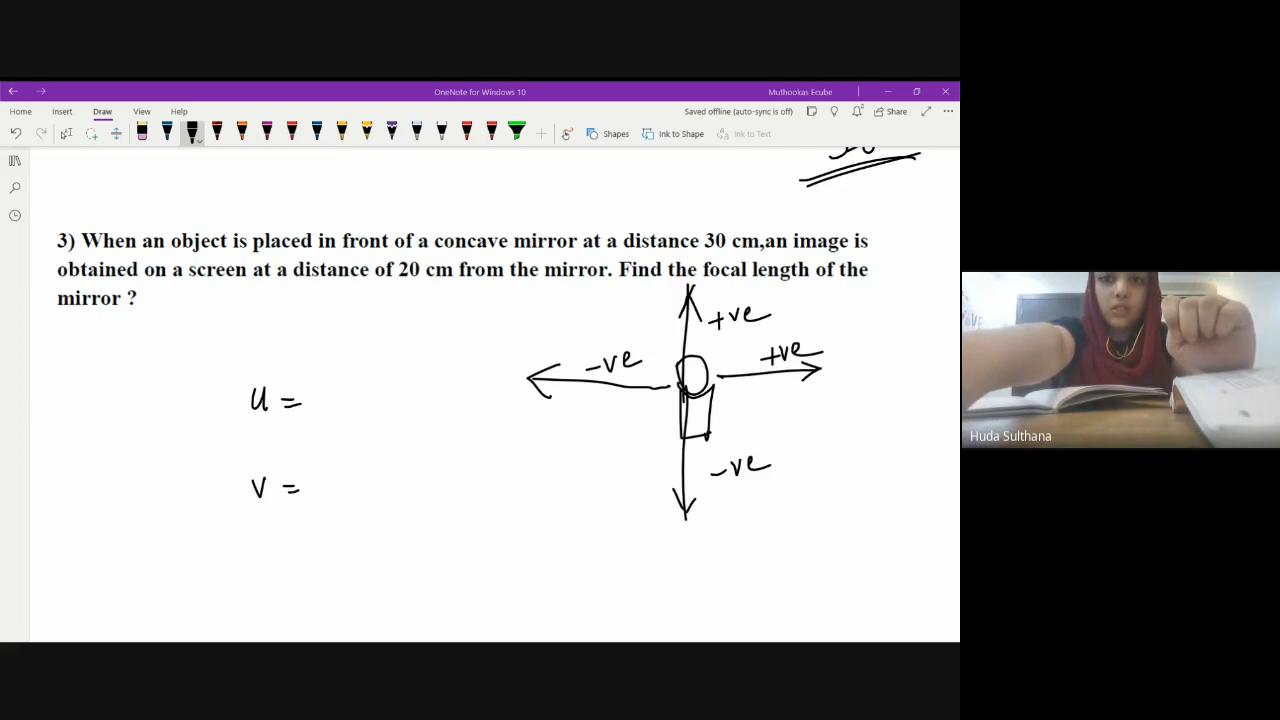 OneNote for Windows 10
Muthookas Ecube
Home Insert Draw View Help
Saved offline (auto-sync is off)
Share
Shapes
Ink to Shape
Ink to Text
3) When an object is placed in front of a concave mirror at a distance 30 cm,an image is
obtained on a screen at a distance of 20 cm from the mirror. Find the focal length of the
mirror ?
+ve
-ve
+ve
u =
-ve
v =
Huda Sulthana